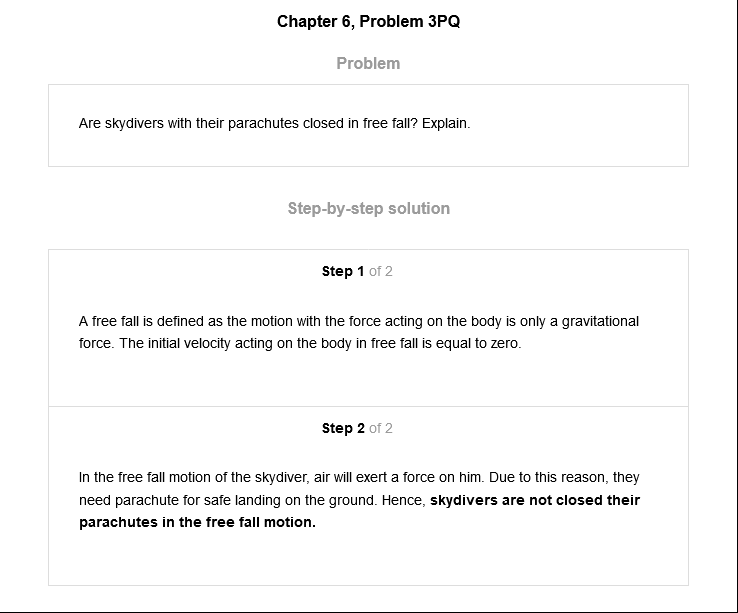 Chapter 6, Problem 3PQ
Problem
Are skydivers with their parachutes closed in free fall? Explain.
Step-by-step solution
Step 1 of 2
A free fall is defined as the motion with the force acting on the body is only a gravitational
force. The initial velocity acting on the body in free fall is equal to zero.
Step 2 of 2
In the free fall motion of the skydiver, air will exert a force on him. Due to this reason, they
need parachute for safe landing on the ground. Hence, skydivers are not closed their
parachutes in the free fall motion.